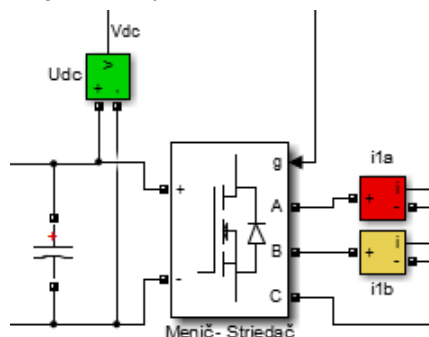 Vdc
Udc
v
+ -
g
i1a
+
A
+
i
-
B
+
i
-
-
C
i1b
+
Menič- Striedač